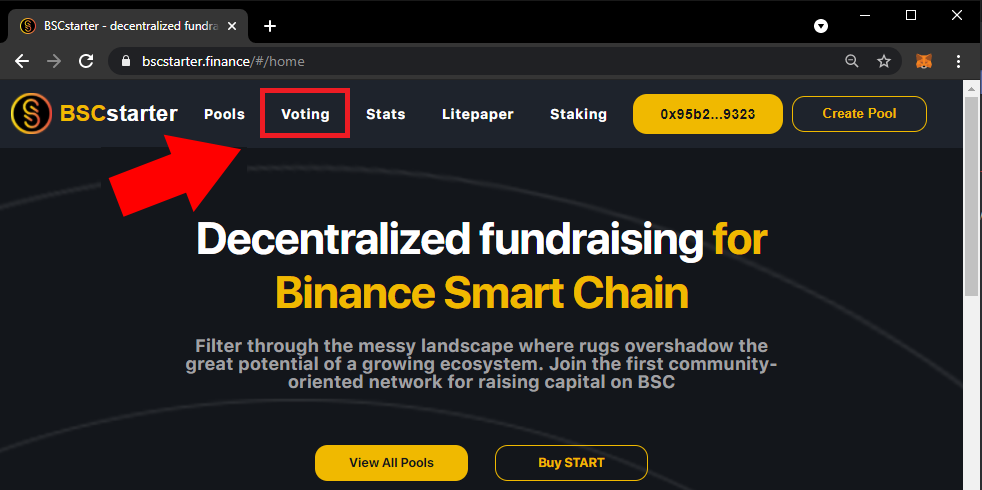 BSCstarter - decentralized fundra
bscstarter.finance/#/home
BSCstarter Pools Voting Stats Litepaper Staking 0x95b2...9323 Create Pool
Decentralized fundraising for
Binance Smart Chain
Filter through the messy landscape where rugs overshadow the
great potential of a growing ecosystem. Join the first community-
oriented network for raising capital on BSC
View All Pools Buy START